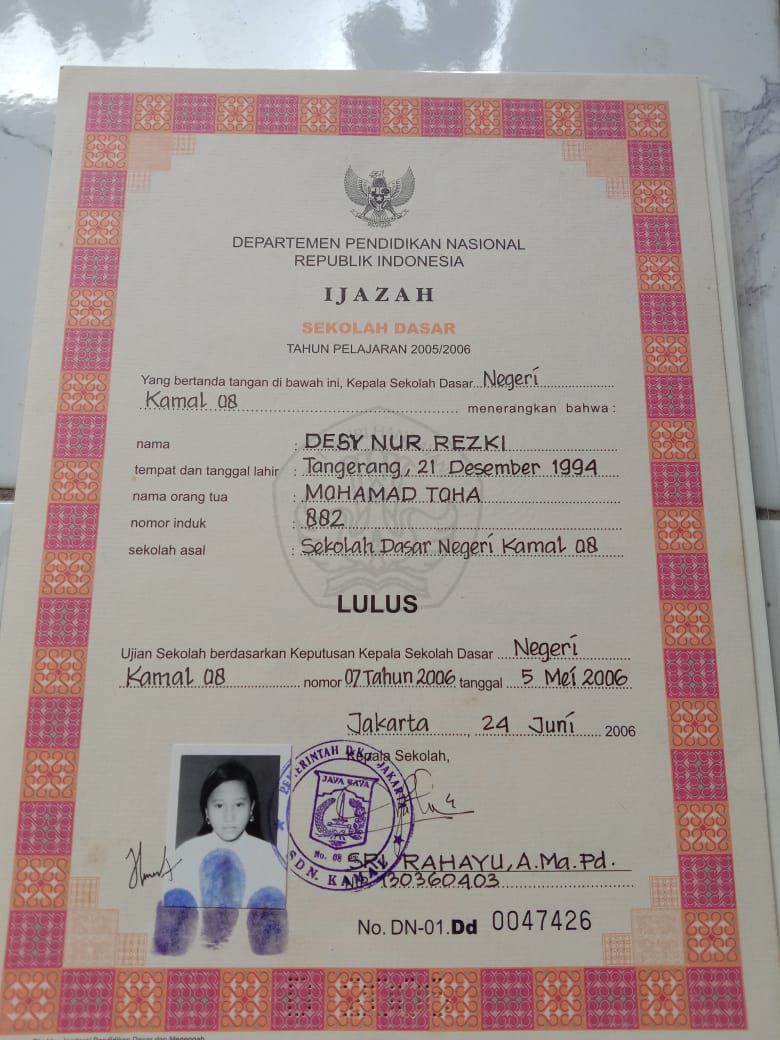 DEPARTEMEN PENDIDIKAN NASIONAL
REPUBLIK INDONESIA
IJAZAH
SEKOLAH DASAR
TAHUN PELAJARAN 2005/2006
Yang bertanda tangan di bawah ini, Kepala Sekolah Dasar Negeri
Kamal 08 menerangkan bahwa :
nama : DESY NUR REZKI
tempat dan tanggal lahir : Tangerang, 21 Desember 1994
nama orang tua : MOHAMAD TOHA
nomor induk : 882
sekolah asal : Sekolah Dasar Negeri Kamal 08
LULUS
Ujian Sekolah berdasarkan Keputusan Kepala Sekolah Dasar Negeri
Kamal 08 nomor 07 Tahun 2006 tanggal 5 Mei 2006
Jakarta, 24 Juni 2006
Kepala Sekolah,
PEMERINTAH D.K.I. JAKARTA
JAYA RAYA
No. 08
SDN. KAMAL
SRI RAHAYU, A.Ma.Pd.
NIP. 130360403
No. DN-01.Dd 0047426